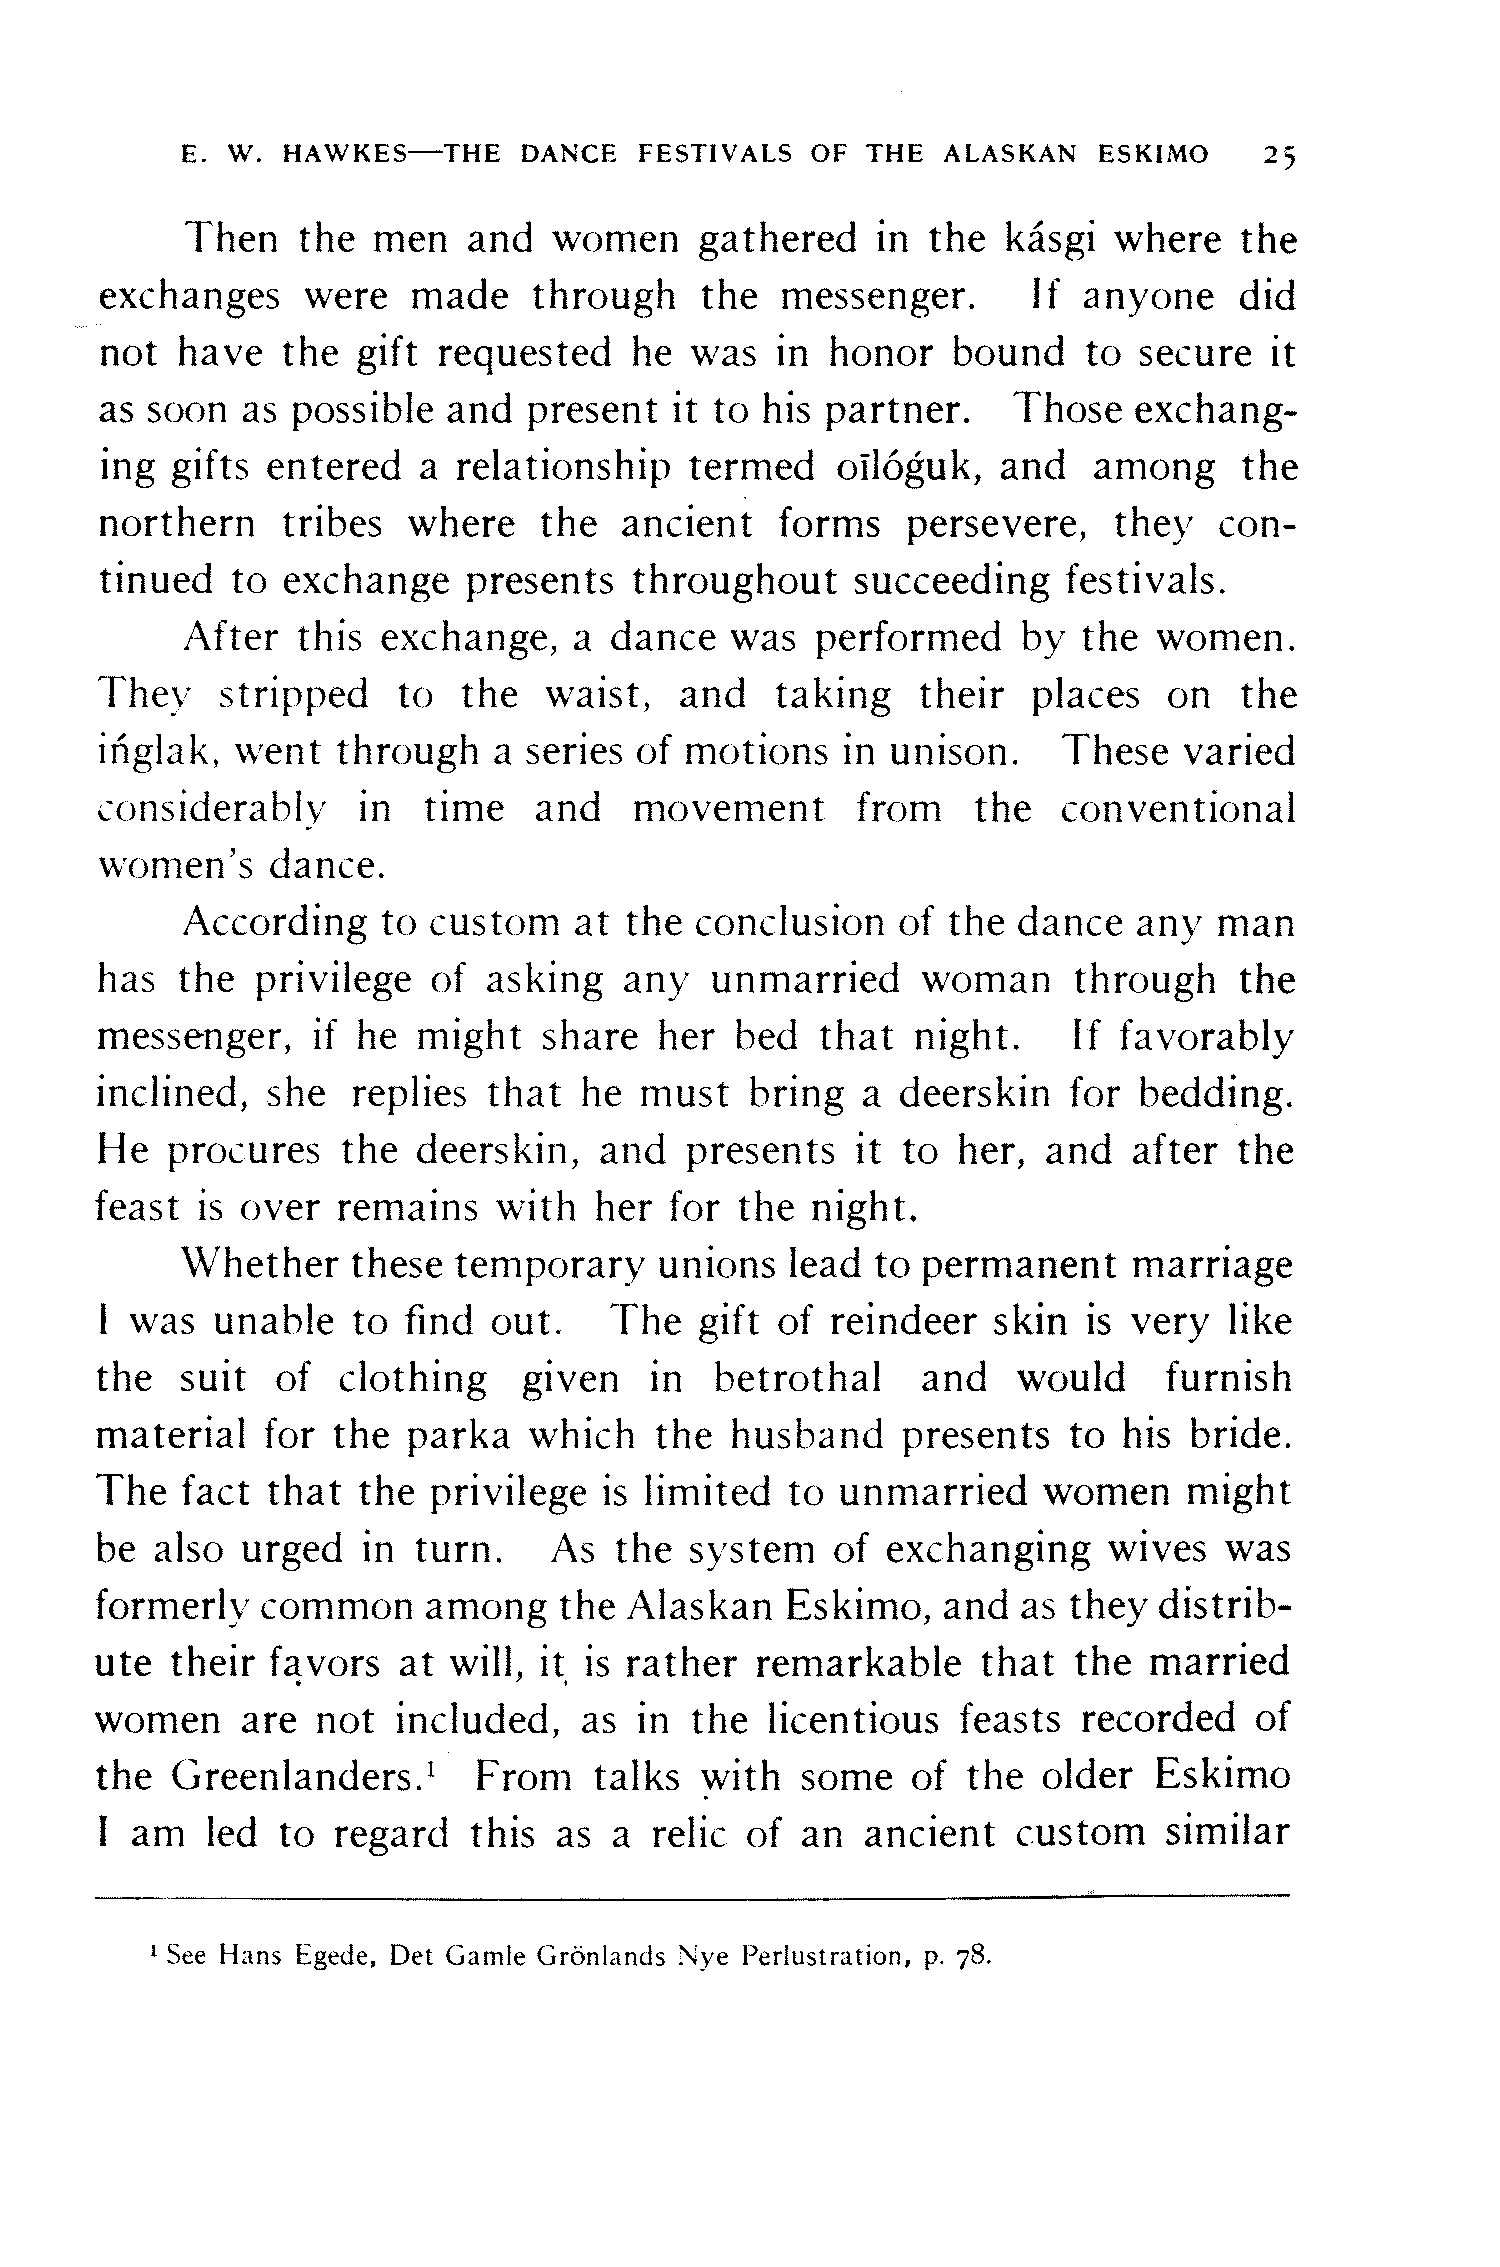 E. W. HAWKES—THE DANCE FESTIVALS OF THE ALASKAN ESKIMO 25
Then the men and women gathered in the kásgi where the
exchanges were made through the messenger. If anyone did
not have the gift requested he was in honor bound to secure it
as soon as possible and present it to his partner. Those exchang-
ing gifts entered a relationship termed oīlóǵuk, and among the
northern tribes where the ancient forms persevere, they con-
tinued to exchange presents throughout succeeding festivals.
After this exchange, a dance was performed by the women.
They stripped to the waist, and taking their places on the
ińglak, went through a series of motions in unison. These varied
considerably in time and movement from the conventional
women's dance.
According to custom at the conclusion of the dance any man
has the privilege of asking any unmarried woman through the
messenger, if he might share her bed that night. If favorably
inclined, she replies that he must bring a deerskin for bedding.
He procures the deerskin, and presents it to her, and after the
feast is over remains with her for the night.
Whether these temporary unions lead to permanent marriage
I was unable to find out. The gift of reindeer skin is very like
the suit of clothing given in betrothal and would furnish
material for the parka which the husband presents to his bride.
The fact that the privilege is limited to unmarried women might
be also urged in turn. As the system of exchanging wives was
formerly common among the Alaskan Eskimo, and as they distrib-
ute their favors at will, it is rather remarkable that the married
women are not included, as in the licentious feasts recorded of
the Greenlanders.¹ From talks with some of the older Eskimo
I am led to regard this as a relic of an ancient custom similar
¹ See Hans Egede, Det Gamle Grönlands Nye Perlustration, p. 78.